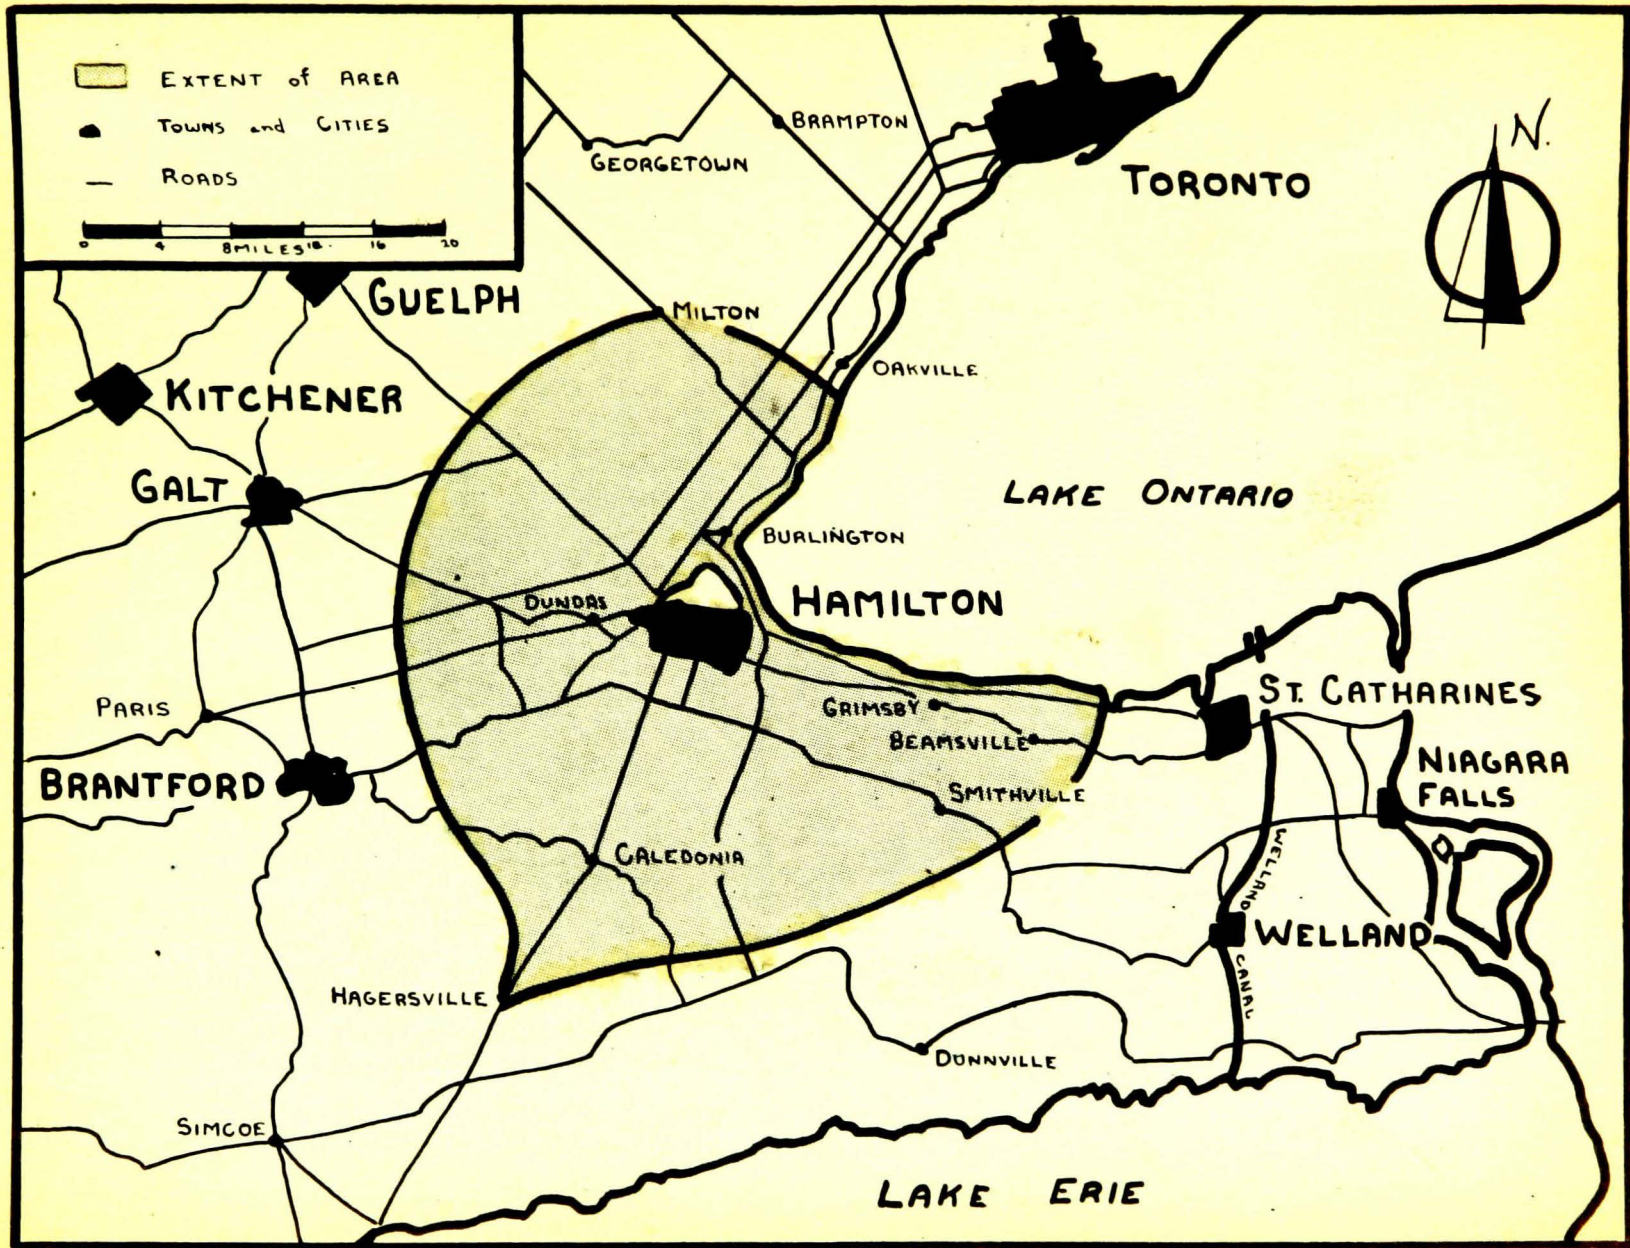 EXTENT of AREA
TOWNS and CITIES
ROADS
0 4 8 MILES 12. 16 20
N.
BRAMPTON
GEORGETOWN
TORONTO
GUELPH
MILTON
OAKVILLE
KITCHENER
GALT
LAKE ONTARIO
BURLINGTON
DUNDAS
HAMILTON
ST. CATHARINES
PARIS
GRIMSBY
BEAMSVILLE
NIAGARA
FALLS
BRANTFORD
SMITHVILLE
WELLAND
CANAL
CALEDONIA
WELLAND
HAGERSVILLE
DUNNVILLE
SIMCOE
LAKE ERIE